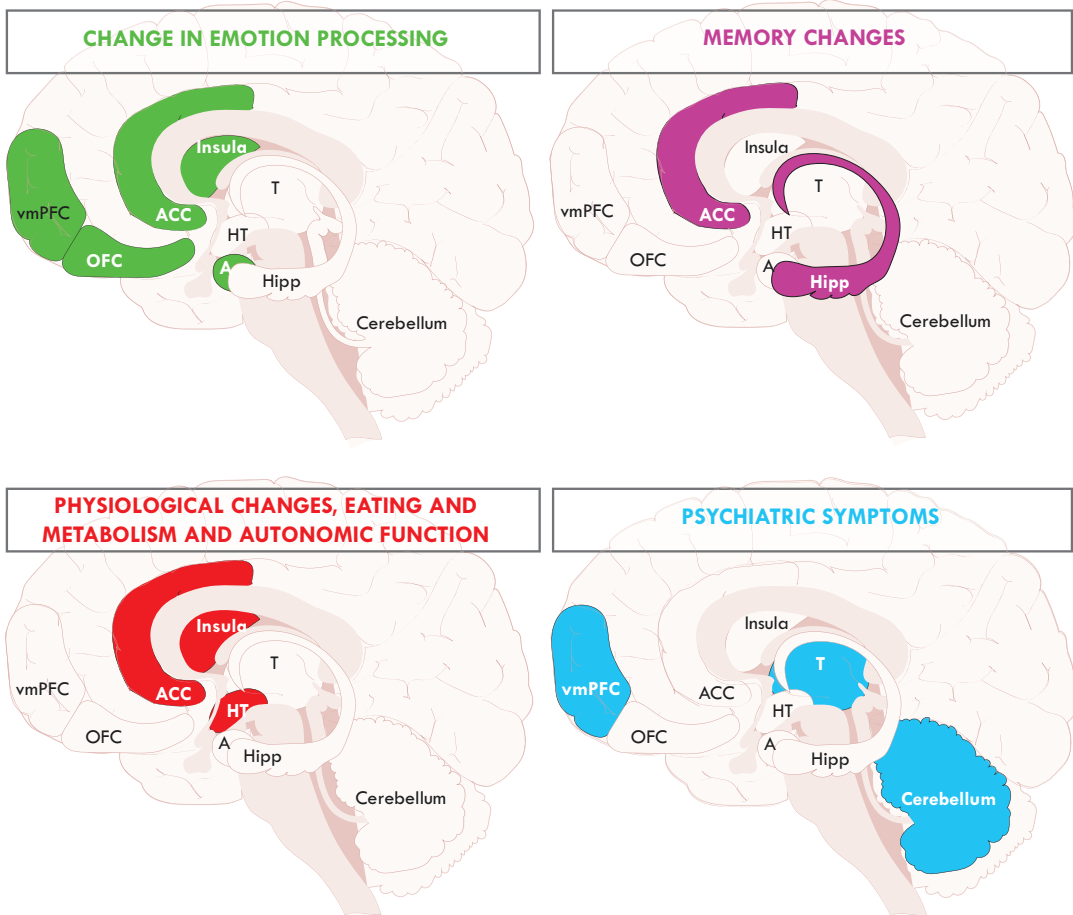 CHANGE IN EMOTION PROCESSING
Insula
T
vmPFC
ACC
HT
OFC
A
Hipp
Cerebellum
MEMORY CHANGES
Insula
T
vmPFC
ACC
HT
OFC
A
Hipp
Cerebellum
PHYSIOLOGICAL CHANGES, EATING AND
METABOLISM AND AUTONOMIC FUNCTION
Insula
T
vmPFC
ACC
HT
OFC
A
Hipp
Cerebellum
PSYCHIATRIC SYMPTOMS
Insula
T
vmPFC
ACC
HT
OFC
A
Hipp
Cerebellum